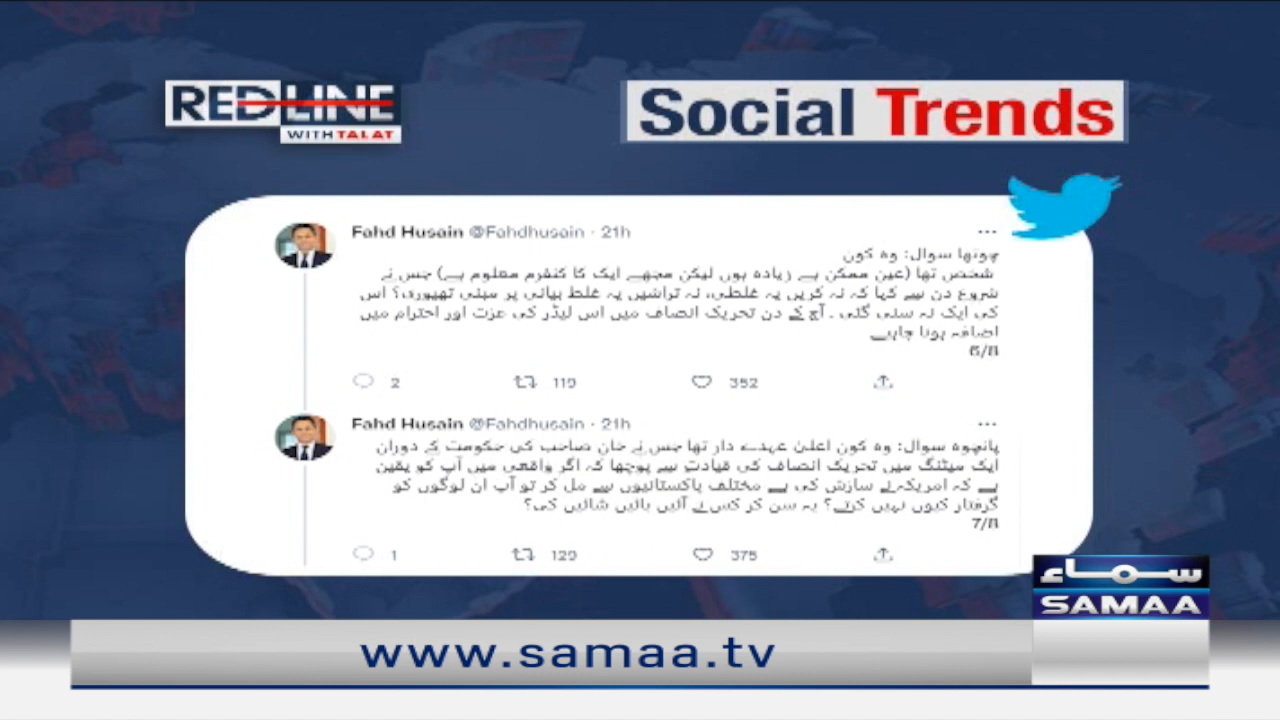 REDLINE
WITH TALAT
Social Trends
Fahd Husain @Fahdhusain · 21h
چوتھا سوال: وہ کون
شخص تھا (عین ممکن ہے زیادہ ہوں لیکن مجھے ایک کا کنفرم معلوم ہے) جس نے
شروع دن سے کہا کہ نہ کریں یہ غلطی، نہ تراشیں یہ غلط بیانی پر مبنی تھیوری؟ اس
کی ایک نہ سنی گئی۔ آج کے دن تحریک انصاف میں اس لیڈر کی عزت اور احترام میں
اضافہ ہونا چاہیے
6/8
2 119 352
Fahd Husain @Fahdhusain · 21h
پانچوہ سوال: وہ کون اعلیٰ عہدے دار تھا جس نے خان صاحب کی حکومت کے دوران
ایک میٹنگ میں تحریک انصاف کی قیادت سے پوچھا کہ اگر واقعی میں آپ کو یقین
ہے کہ امریکہ نے سازش کی ہے مختلف پاکستانیوں سے مل کر تو آپ ان لوگوں کو
گرفتار کیوں نہیں کرتے؟ یہ سن کر کس نے آئیں بائیں شائیں کی؟
7/8
1 129 375
سماء
SAMAA
www.samaa.tv